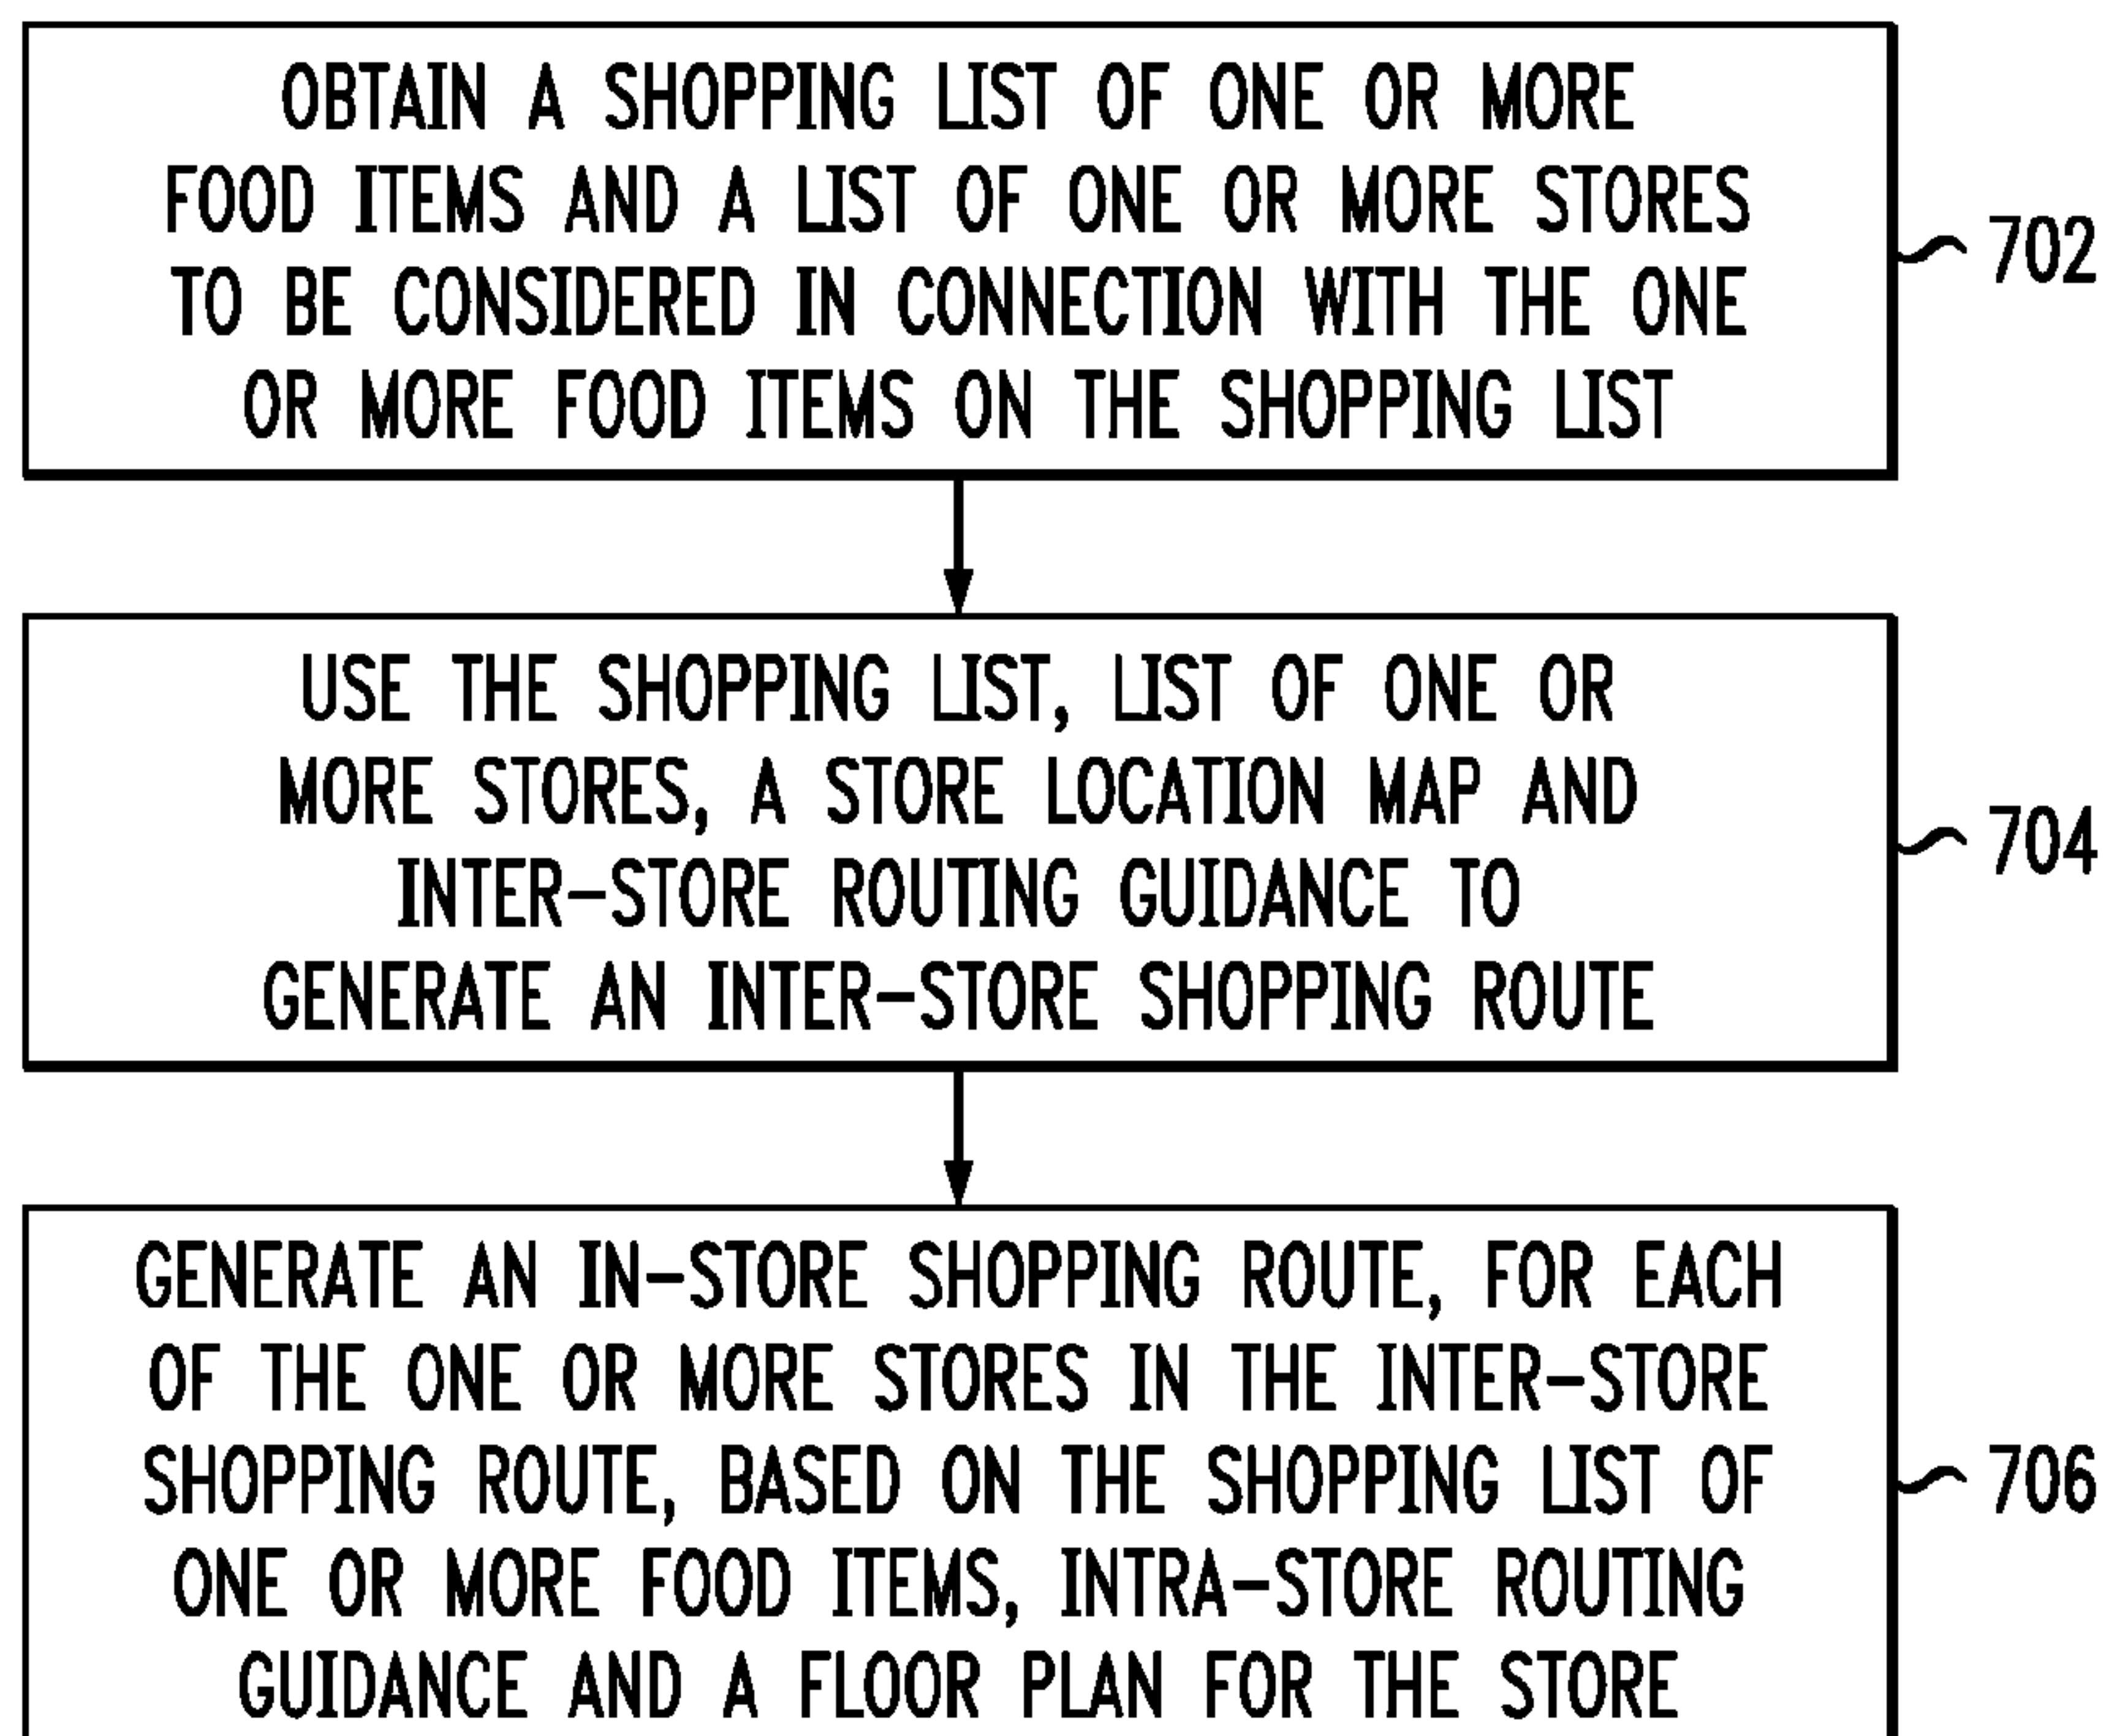 OBTAIN A SHOPPING LIST OF ONE OR MORE
FOOD ITEMS AND A LIST OF ONE OR MORE STORES
TO BE CONSIDERED IN CONNECTION WITH THE ONE
OR MORE FOOD ITEMS ON THE SHOPPING LIST
702
USE THE SHOPPING LIST, LIST OF ONE OR
MORE STORES, A STORE LOCATION MAP AND
INTER-STORE ROUTING GUIDANCE TO
GENERATE AN INTER-STORE SHOPPING ROUTE
704
GENERATE AN IN-STORE SHOPPING ROUTE, FOR EACH
OF THE ONE OR MORE STORES IN THE INTER-STORE
SHOPPING ROUTE, BASED ON THE SHOPPING LIST OF
ONE OR MORE FOOD ITEMS, INTRA-STORE ROUTING
GUIDANCE AND A FLOOR PLAN FOR THE STORE
706